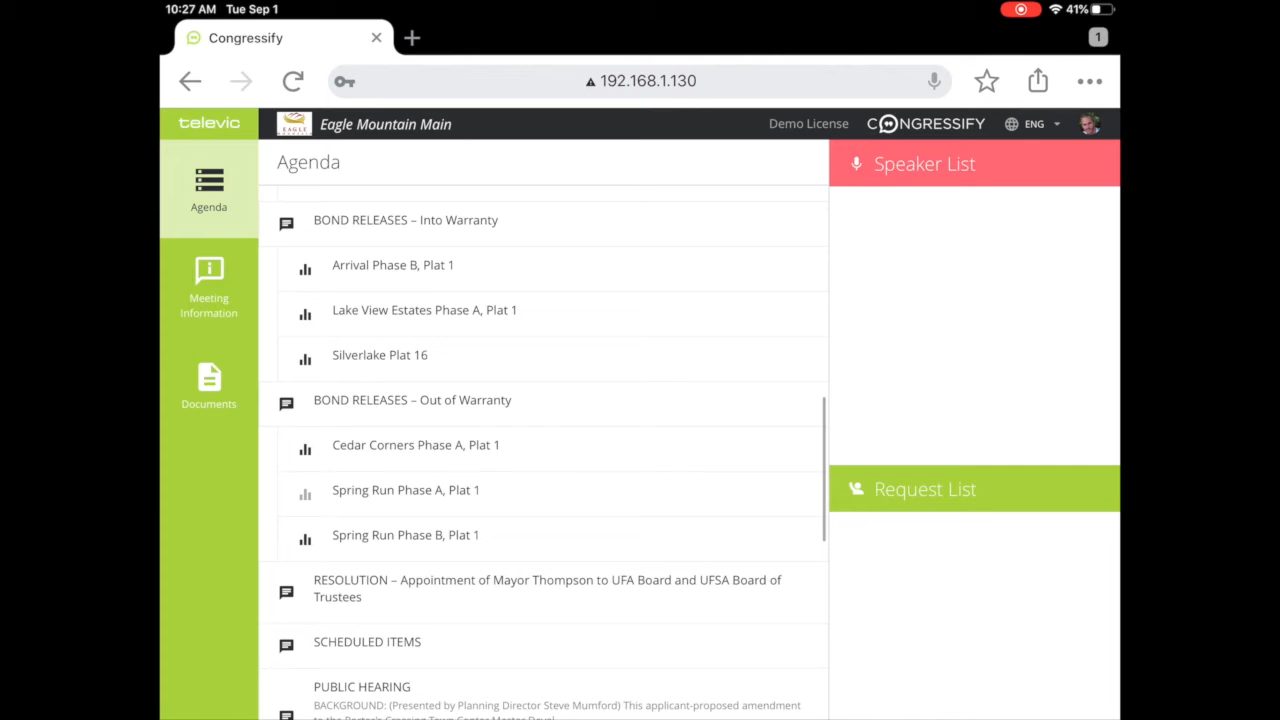 10:27 AM Tue Sep 1
41%
Congressify
1
192.168.1.130
televic
EAGLE
Eagle Mountain Main
Demo License
CONGRESSIFY
ENG
Agenda
Meeting
Information
Documents
Agenda
BOND RELEASES – Into Warranty
Arrival Phase B, Plat 1
Lake View Estates Phase A, Plat 1
Silverlake Plat 16
BOND RELEASES – Out of Warranty
Cedar Corners Phase A, Plat 1
Spring Run Phase A, Plat 1
Spring Run Phase B, Plat 1
RESOLUTION – Appointment of Mayor Thompson to UFA Board and UFSA Board of
Trustees
SCHEDULED ITEMS
PUBLIC HEARING
BACKGROUND: (Presented by Planning Director Steve Mumford) This applicant-proposed amendment
Speaker List
Request List